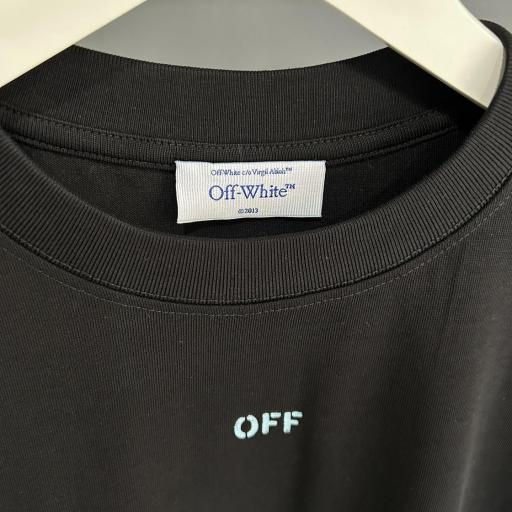 Off-White c/o Virgil Abloh™
Off-White™
©2013
OFF